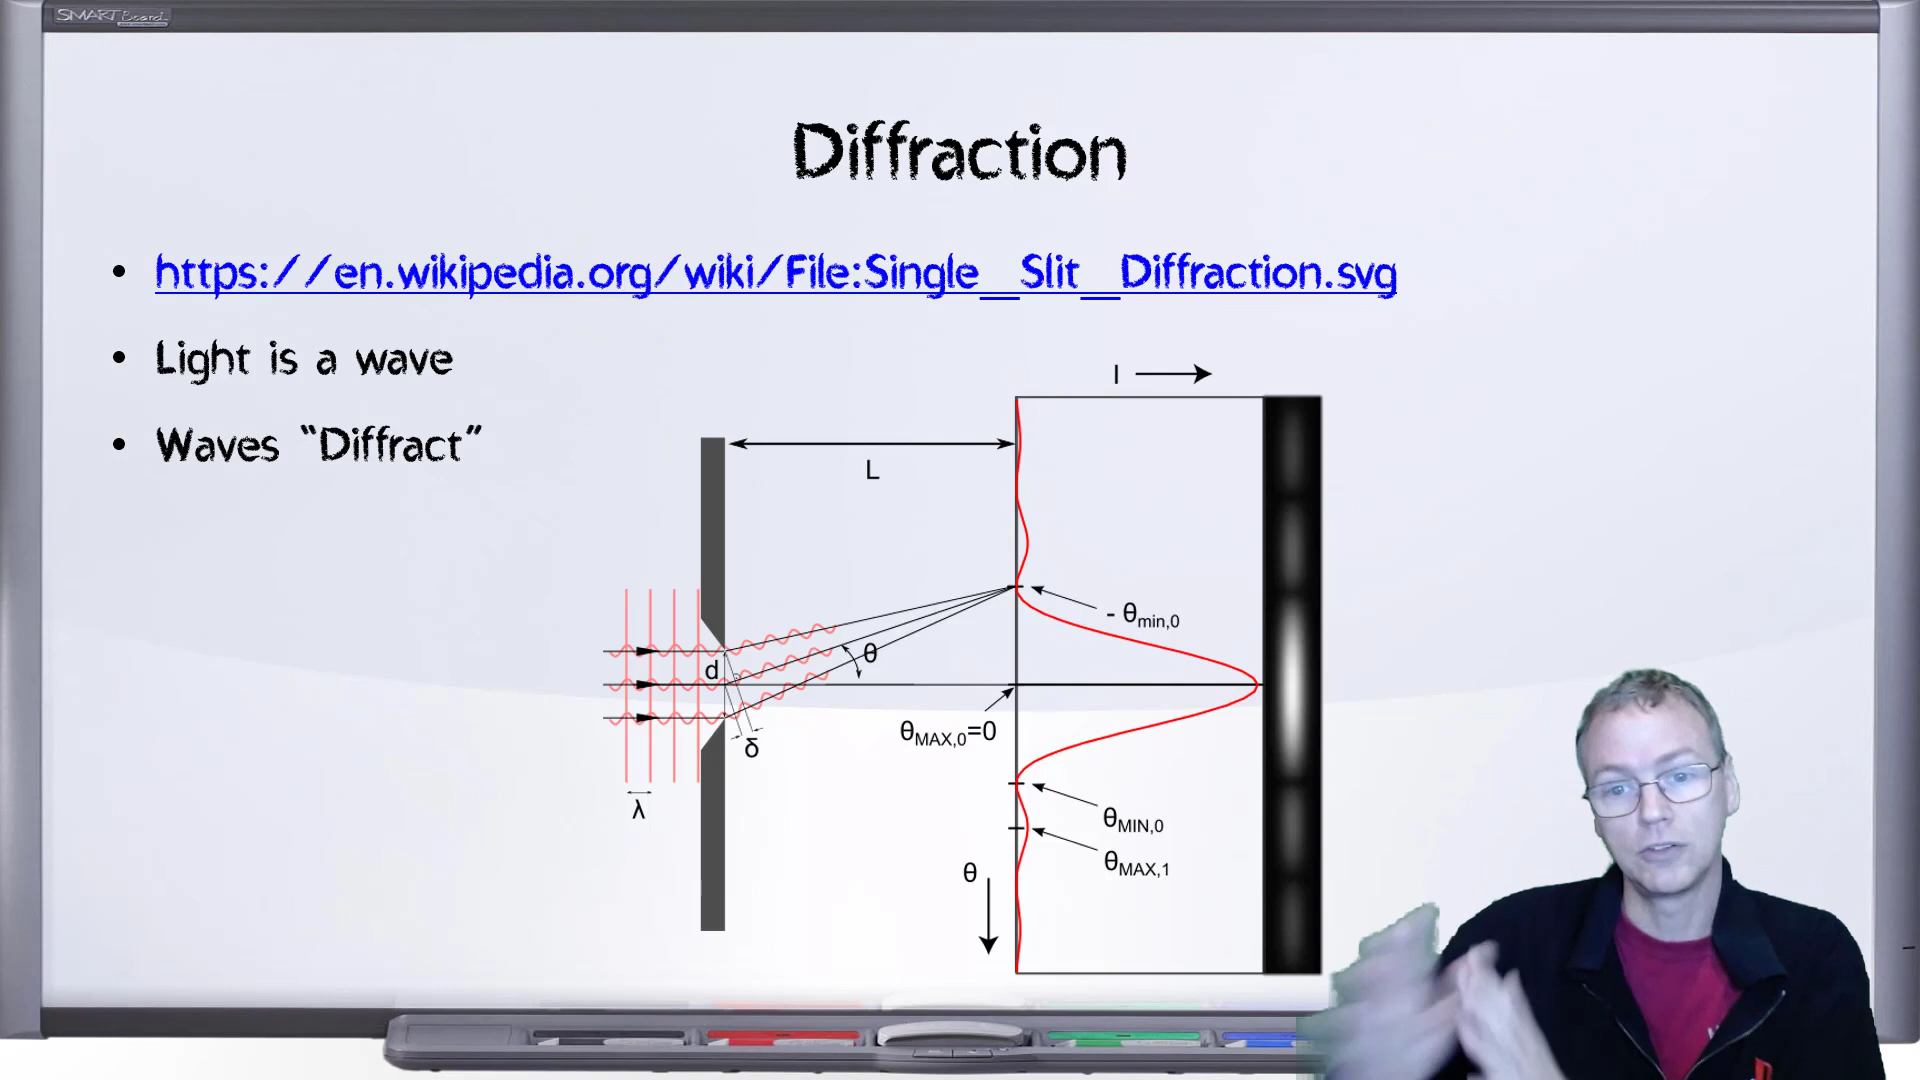 SMART Board
Diffraction
• https://en.wikipedia.org/wiki/File:Single_Slit_Diffraction.svg
• Light is a wave
• Waves “Diffract”
I
L
- θmin,0
d
θ
θMAX,0=0
δ
λ
θMIN,0
θMAX,1
θ